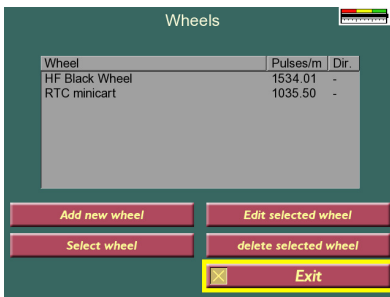 Wheels
Wheel Pulses/m Dir.
HF Black Wheel 1534.01 -
RTC minicart 1035.50 -
Add new wheel Edit selected wheel
Select wheel delete selected wheel
Exit